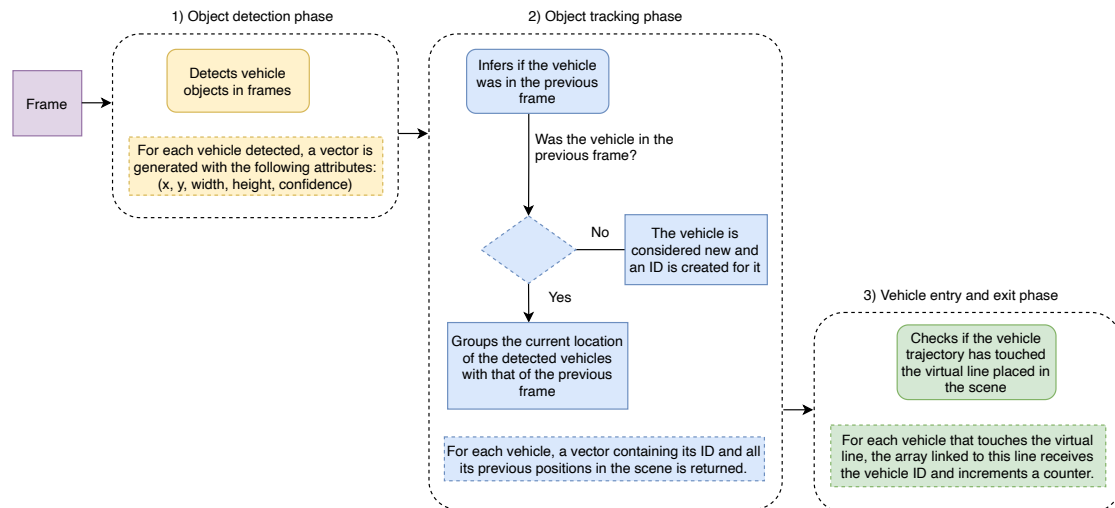 1) Object detection phase
2) Object tracking phase
Frame
Detects vehicle
objects in frames
For each vehicle detected, a vector is
generated with the following attributes:
(x, y, width, height, confidence)
Infers if the vehicle
was in the previous
frame
Was the vehicle in the
previous frame?
No
The vehicle is
considered new and
an ID is created for it
Yes
Groups the current location
of the detected vehicles
with that of the previous
frame
For each vehicle, a vector containing its ID and all
its previous positions in the scene is returned.
3) Vehicle entry and exit phase
Checks if the vehicle
trajectory has touched
the virtual line placed in
the scene
For each vehicle that touches the virtual
line, the array linked to this line receives
the vehicle ID and increments a counter.